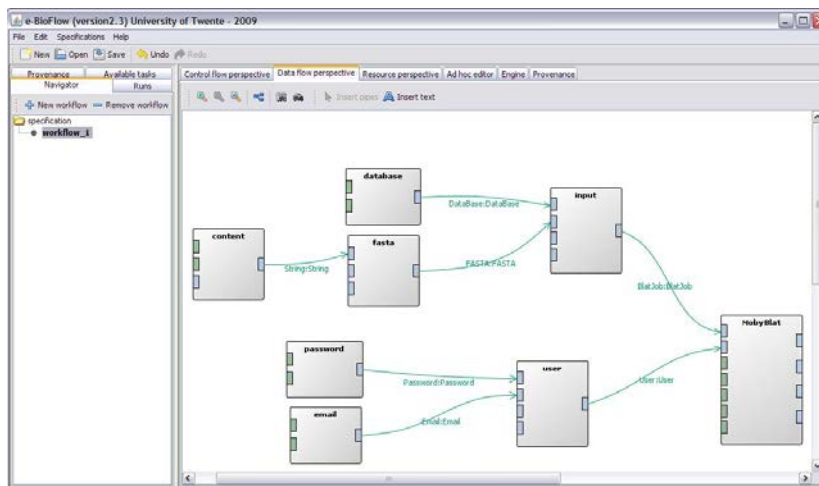 e-BioFlow (version2.3) University of Twente - 2009
File Edit Specifications Help
New Open Save Undo Redo
Provenance Available tasks
Navigator Runs
New workflow Remove workflow
specification
workflow_1
Control flow perspective Data flow perspective Resource perspective Ad hoc editor Engine Provenance
Insert pipes Insert text
database
input
DataBase:DataBase
content
fasta
String:String
FASTA:FASTA
BlatJob:BlatJob
MobyBlat
password
user
Password:Password
User:User
email
Email:Email